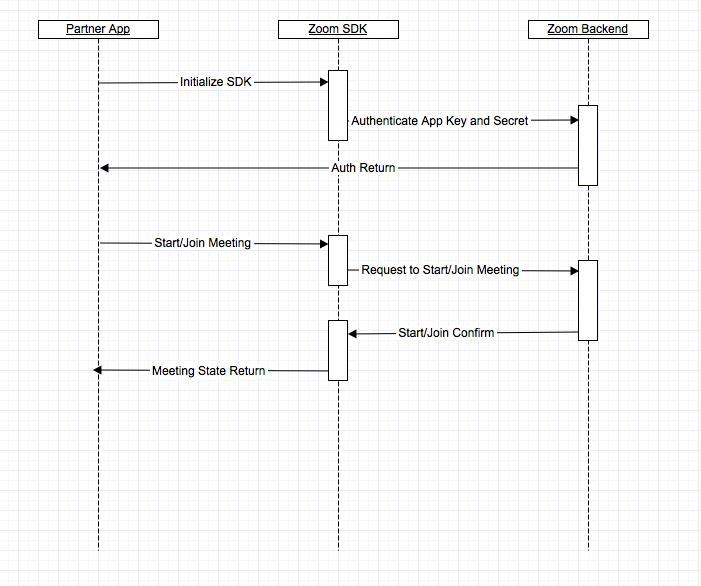 Partner App
Zoom SDK
Zoom Backend
Initialize SDK
Authenticate App Key and Secret
Auth Return
Start/Join Meeting
Request to Start/Join Meeting
Start/Join Confirm
Meeting State Return